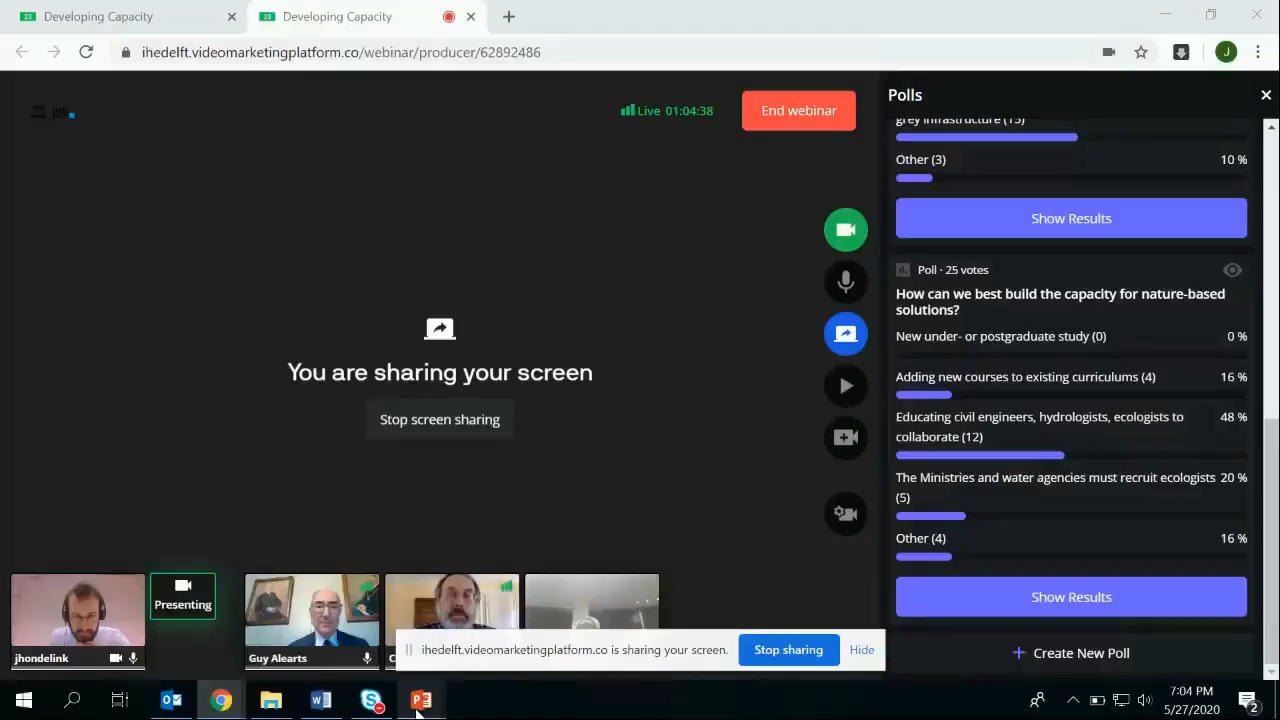 Developing Capacity
Developing Capacity
ihedelft.videomarketingplatform.co/webinar/producer/62892486
J
Live 01:04:38
End webinar
Polls
grey infrastructure (15)
Other (3) 10 %
Show Results
Poll · 25 votes
How can we best build the capacity for nature-based
solutions?
New under- or postgraduate study (0) 0 %
Adding new courses to existing curriculums (4) 16 %
Educating civil engineers, hydrologists, ecologists to 48 %
collaborate (12)
The Ministries and water agencies must recruit ecologists 20 %
(5)
Other (4) 16 %
Show Results
Create New Poll
You are sharing your screen
Stop screen sharing
Presenting
jhondelink
Guy Alearts
ihedelft.videomarketingplatform.co is sharing your screen.
Stop sharing
Hide
7:04 PM
5/27/2020
2